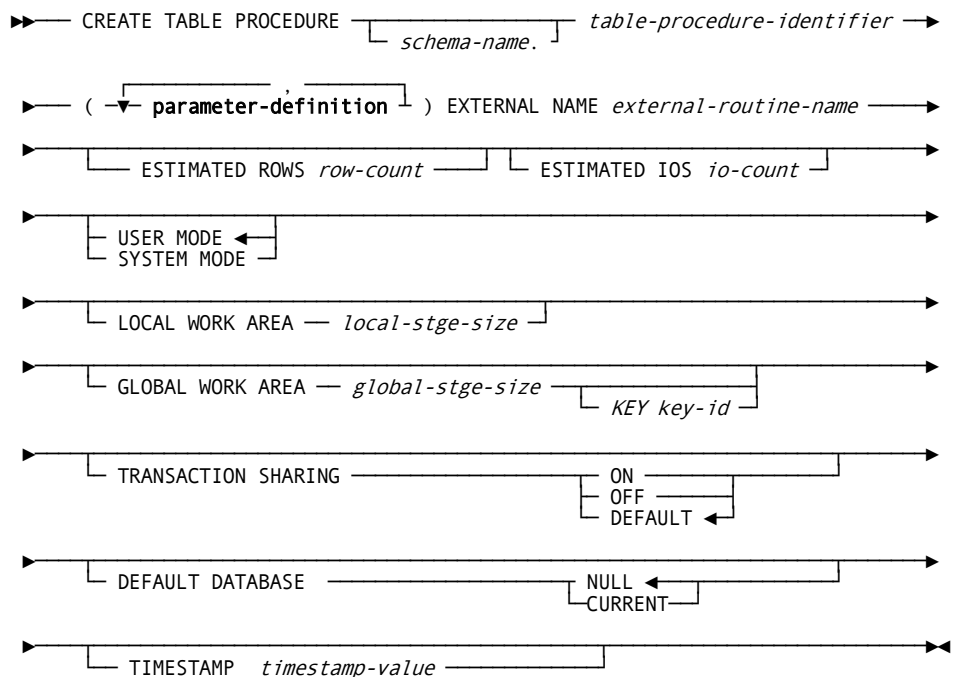 CREATE TABLE PROCEDURE table-procedure-identifier
schema-name.
,
( parameter-definition ) EXTERNAL NAME external-routine-name
ESTIMATED ROWS row-count ESTIMATED IOS io-count
USER MODE
SYSTEM MODE
LOCAL WORK AREA local-stge-size
GLOBAL WORK AREA global-stge-size
KEY key-id
TRANSACTION SHARING ON
OFF
DEFAULT
DEFAULT DATABASE NULL
CURRENT
TIMESTAMP timestamp-value